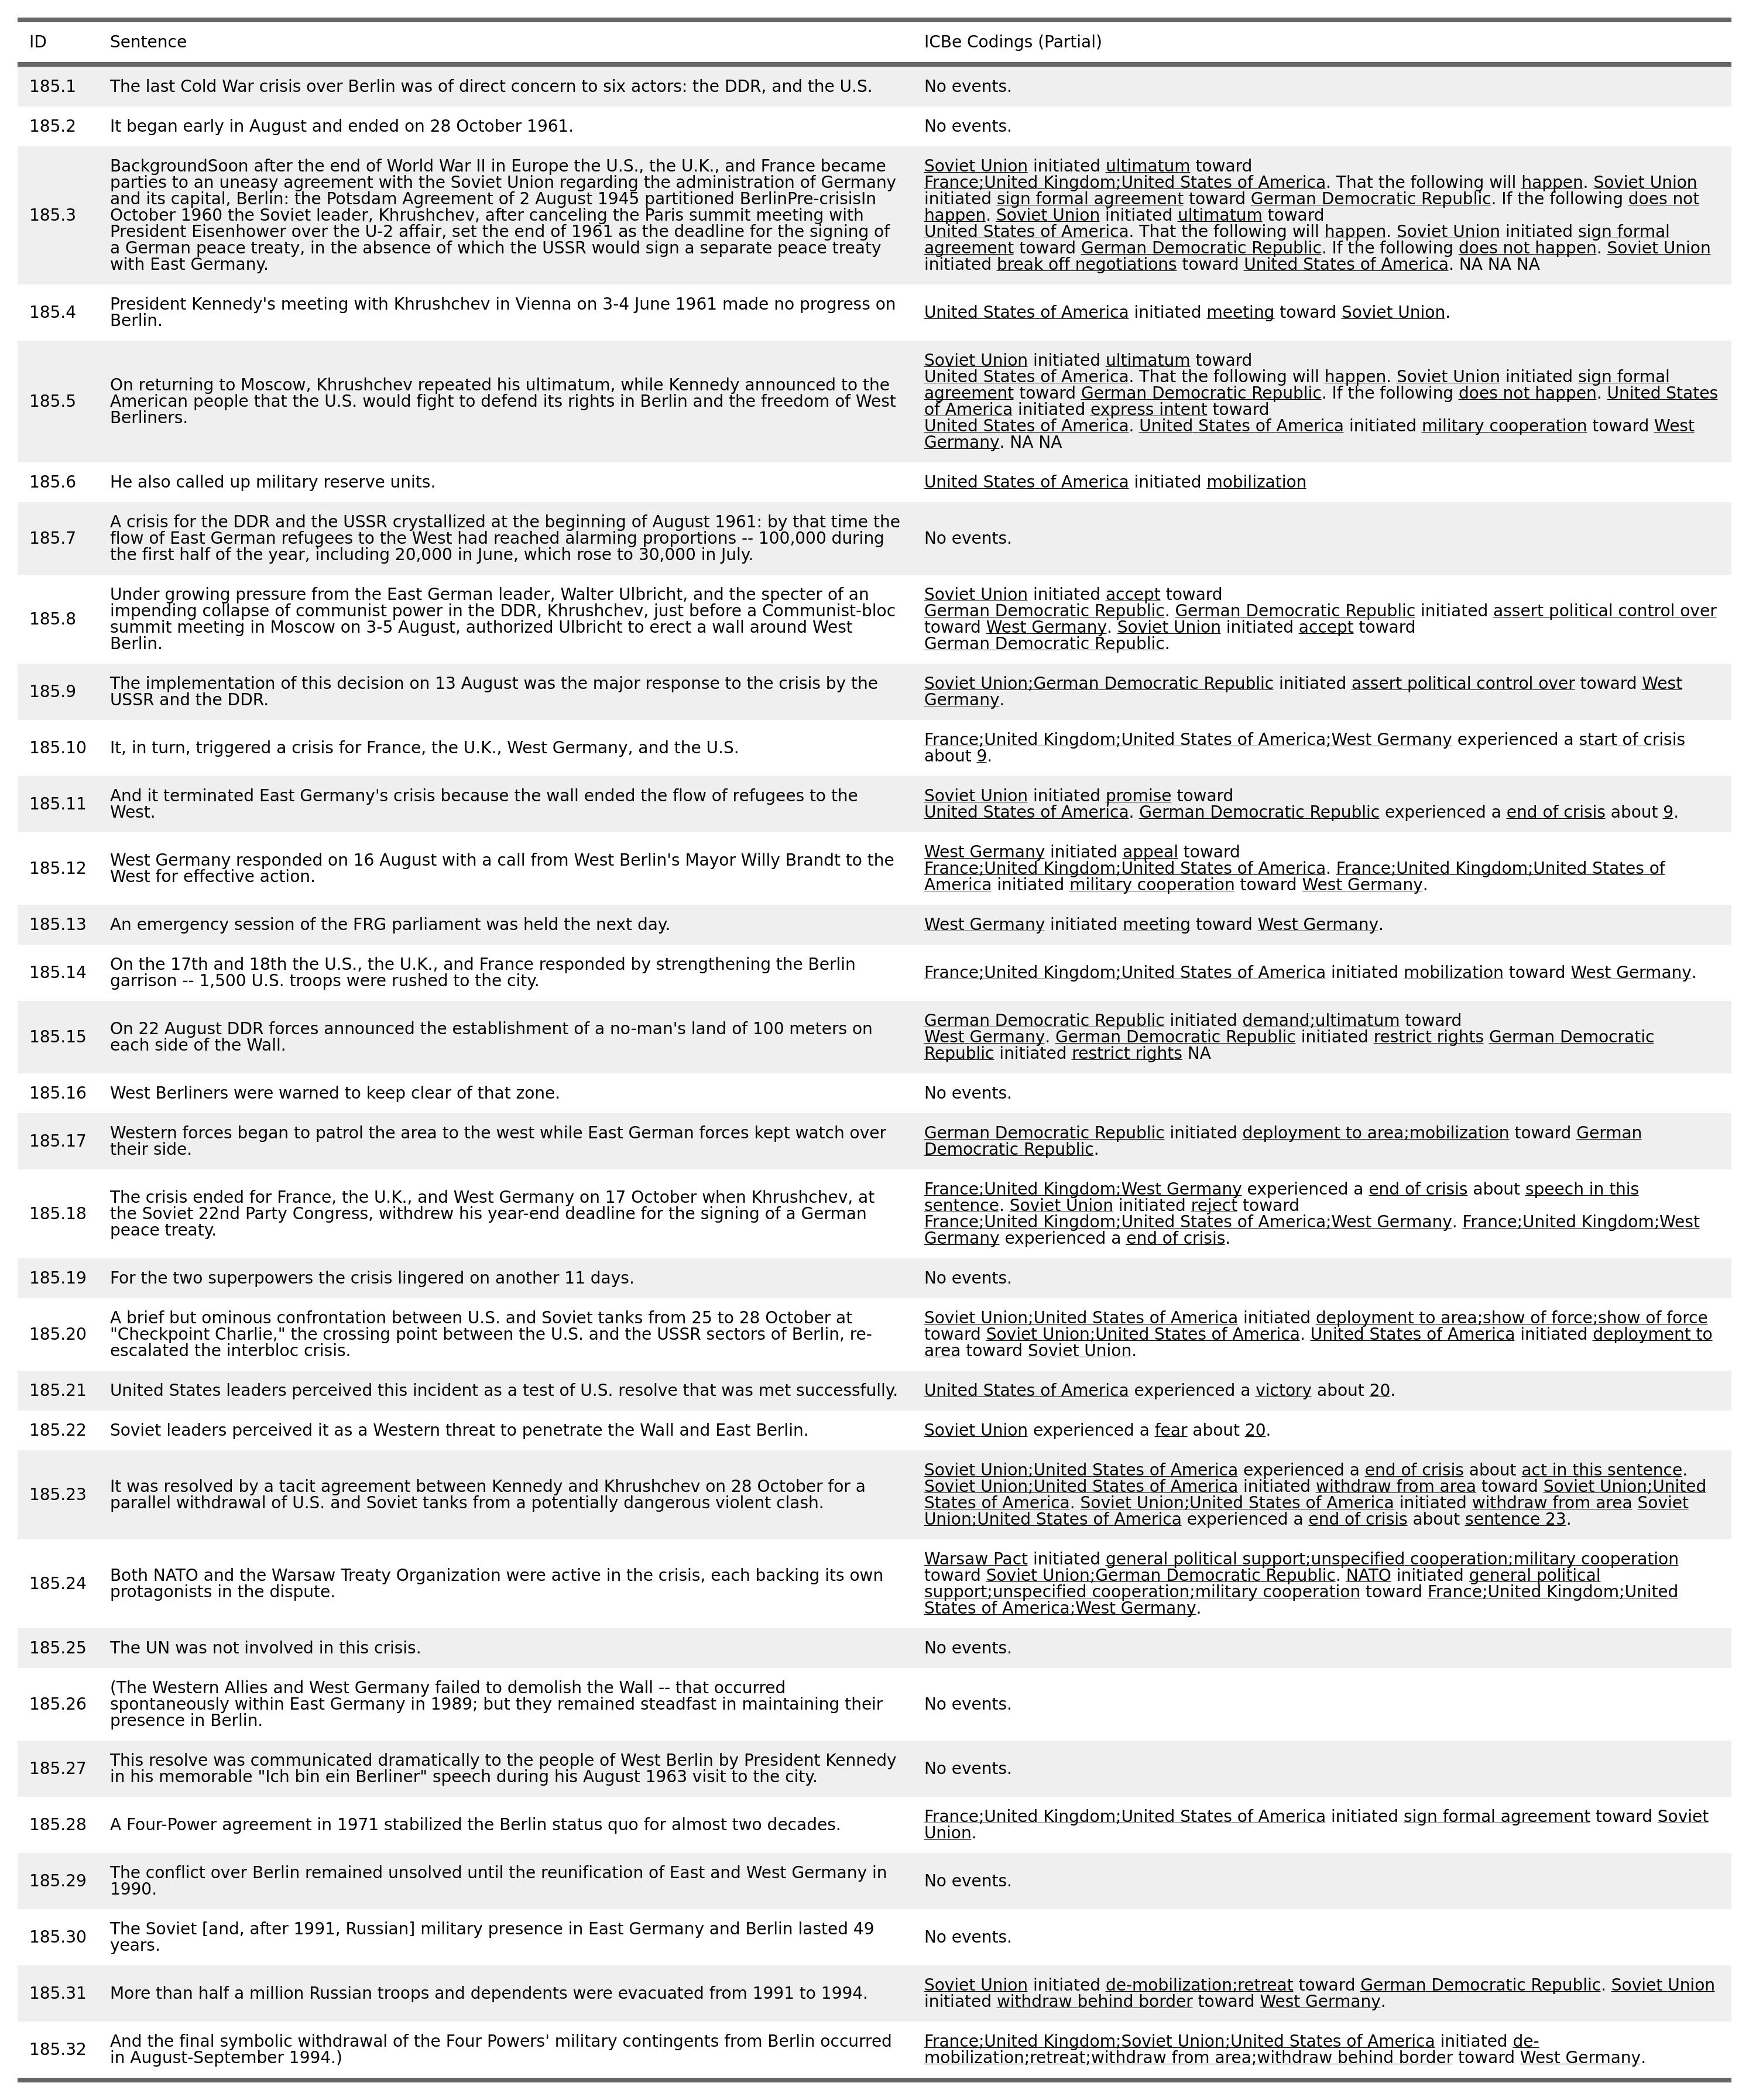 ID Sentence ICBe Codings (Partial)
185.1 The last Cold War crisis over Berlin was of direct concern to six actors: the DDR, and the U.S. No events.
185.2 It began early in August and ended on 28 October 1961. No events.
185.3
BackgroundSoon after the end of World War II in Europe the U.S., the U.K., and France became
parties to an uneasy agreement with the Soviet Union regarding the administration of Germany
and its capital, Berlin: the Potsdam Agreement of 2 August 1945 partitioned BerlinPre-crisisIn
October 1960 the Soviet leader, Khrushchev, after canceling the Paris summit meeting with
President Eisenhower over the U-2 affair, set the end of 1961 as the deadline for the signing of
a German peace treaty, in the absence of which the USSR would sign a separate peace treaty
with East Germany.
Soviet Union initiated ultimatum toward
France;United Kingdom;United States of America. That the following will happen. Soviet Union
initiated sign formal agreement toward German Democratic Republic. If the following does not
happen. Soviet Union initiated ultimatum toward
United States of America. That the following will happen. Soviet Union initiated sign formal
agreement toward German Democratic Republic. If the following does not happen. Soviet Union
initiated break off negotiations toward United States of America. NA NA NA
185.4
President Kennedy's meeting with Khrushchev in Vienna on 3-4 June 1961 made no progress on
Berlin.
United States of America initiated meeting toward Soviet Union.
185.5
On returning to Moscow, Khrushchev repeated his ultimatum, while Kennedy announced to the
American people that the U.S. would fight to defend its rights in Berlin and the freedom of West
Berliners.
Soviet Union initiated ultimatum toward
United States of America. That the following will happen. Soviet Union initiated sign formal
agreement toward German Democratic Republic. If the following does not happen. United States
of America initiated express intent toward
United States of America. United States of America initiated military cooperation toward West
Germany. NA NA
185.6 He also called up military reserve units. United States of America initiated mobilization
185.7
A crisis for the DDR and the USSR crystallized at the beginning of August 1961: by that time the
flow of East German refugees to the West had reached alarming proportions -- 100,000 during
the first half of the year, including 20,000 in June, which rose to 30,000 in July.
No events.
185.8
Under growing pressure from the East German leader, Walter Ulbricht, and the specter of an
impending collapse of communist power in the DDR, Khrushchev, just before a Communist-bloc
summit meeting in Moscow on 3-5 August, authorized Ulbricht to erect a wall around West
Berlin.
Soviet Union initiated accept toward
German Democratic Republic. German Democratic Republic initiated assert political control over
toward West Germany. Soviet Union initiated accept toward
German Democratic Republic.
185.9
The implementation of this decision on 13 August was the major response to the crisis by the
USSR and the DDR.
Soviet Union;German Democratic Republic initiated assert political control over toward West
Germany.
185.10 It, in turn, triggered a crisis for France, the U.K., West Germany, and the U.S.
France;United Kingdom;United States of America;West Germany experienced a start of crisis
about 9.
185.11
And it terminated East Germany's crisis because the wall ended the flow of refugees to the
West.
Soviet Union initiated promise toward
United States of America. German Democratic Republic experienced a end of crisis about 9.
185.12
West Germany responded on 16 August with a call from West Berlin's Mayor Willy Brandt to the
West for effective action.
West Germany initiated appeal toward
France;United Kingdom;United States of America. France;United Kingdom;United States of
America initiated military cooperation toward West Germany.
185.13 An emergency session of the FRG parliament was held the next day. West Germany initiated meeting toward West Germany.
185.14
On the 17th and 18th the U.S., the U.K., and France responded by strengthening the Berlin
garrison -- 1,500 U.S. troops were rushed to the city.
France;United Kingdom;United States of America initiated mobilization toward West Germany.
185.15
On 22 August DDR forces announced the establishment of a no-man's land of 100 meters on
each side of the Wall.
German Democratic Republic initiated demand;ultimatum toward
West Germany. German Democratic Republic initiated restrict rights German Democratic
Republic initiated restrict rights NA
185.16 West Berliners were warned to keep clear of that zone. No events.
185.17
Western forces began to patrol the area to the west while East German forces kept watch over
their side.
German Democratic Republic initiated deployment to area;mobilization toward German
Democratic Republic.
185.18
The crisis ended for France, the U.K., and West Germany on 17 October when Khrushchev, at
the Soviet 22nd Party Congress, withdrew his year-end deadline for the signing of a German
peace treaty.
France;United Kingdom;West Germany experienced a end of crisis about speech in this
sentence. Soviet Union initiated reject toward
France;United Kingdom;United States of America;West Germany. France;United Kingdom;West
Germany experienced a end of crisis.
185.19 For the two superpowers the crisis lingered on another 11 days. No events.
185.20
A brief but ominous confrontation between U.S. and Soviet tanks from 25 to 28 October at
"Checkpoint Charlie," the crossing point between the U.S. and the USSR sectors of Berlin, re-
escalated the interbloc crisis.
Soviet Union;United States of America initiated deployment to area;show of force;show of force
toward Soviet Union;United States of America. United States of America initiated deployment to
area toward Soviet Union.
185.21 United States leaders perceived this incident as a test of U.S. resolve that was met successfully. United States of America experienced a victory about 20.
185.22 Soviet leaders perceived it as a Western threat to penetrate the Wall and East Berlin. Soviet Union experienced a fear about 20.
185.23
It was resolved by a tacit agreement between Kennedy and Khrushchev on 28 October for a
parallel withdrawal of U.S. and Soviet tanks from a potentially dangerous violent clash.
Soviet Union;United States of America experienced a end of crisis about act in this sentence.
Soviet Union;United States of America initiated withdraw from area toward Soviet Union;United
States of America. Soviet Union;United States of America initiated withdraw from area Soviet
Union;United States of America experienced a end of crisis about sentence 23.
185.24
Both NATO and the Warsaw Treaty Organization were active in the crisis, each backing its own
protagonists in the dispute.
Warsaw Pact initiated general political support;unspecified cooperation;military cooperation
toward Soviet Union;German Democratic Republic. NATO initiated general political
support;unspecified cooperation;military cooperation toward France;United Kingdom;United
States of America;West Germany.
185.25 The UN was not involved in this crisis. No events.
185.26
(The Western Allies and West Germany failed to demolish the Wall -- that occurred
spontaneously within East Germany in 1989; but they remained steadfast in maintaining their
presence in Berlin.
No events.
185.27
This resolve was communicated dramatically to the people of West Berlin by President Kennedy
in his memorable "Ich bin ein Berliner" speech during his August 1963 visit to the city.
No events.
185.28 A Four-Power agreement in 1971 stabilized the Berlin status quo for almost two decades.
France;United Kingdom;United States of America initiated sign formal agreement toward Soviet
Union.
185.29
The conflict over Berlin remained unsolved until the reunification of East and West Germany in
1990.
No events.
185.30
The Soviet [and, after 1991, Russian] military presence in East Germany and Berlin lasted 49
years.
No events.
185.31 More than half a million Russian troops and dependents were evacuated from 1991 to 1994.
Soviet Union initiated de-mobilization;retreat toward German Democratic Republic. Soviet Union
initiated withdraw behind border toward West Germany.
185.32
And the final symbolic withdrawal of the Four Powers' military contingents from Berlin occurred
in August-September 1994.)
France;United Kingdom;Soviet Union;United States of America initiated de-
mobilization;retreat;withdraw from area;withdraw behind border toward West Germany.